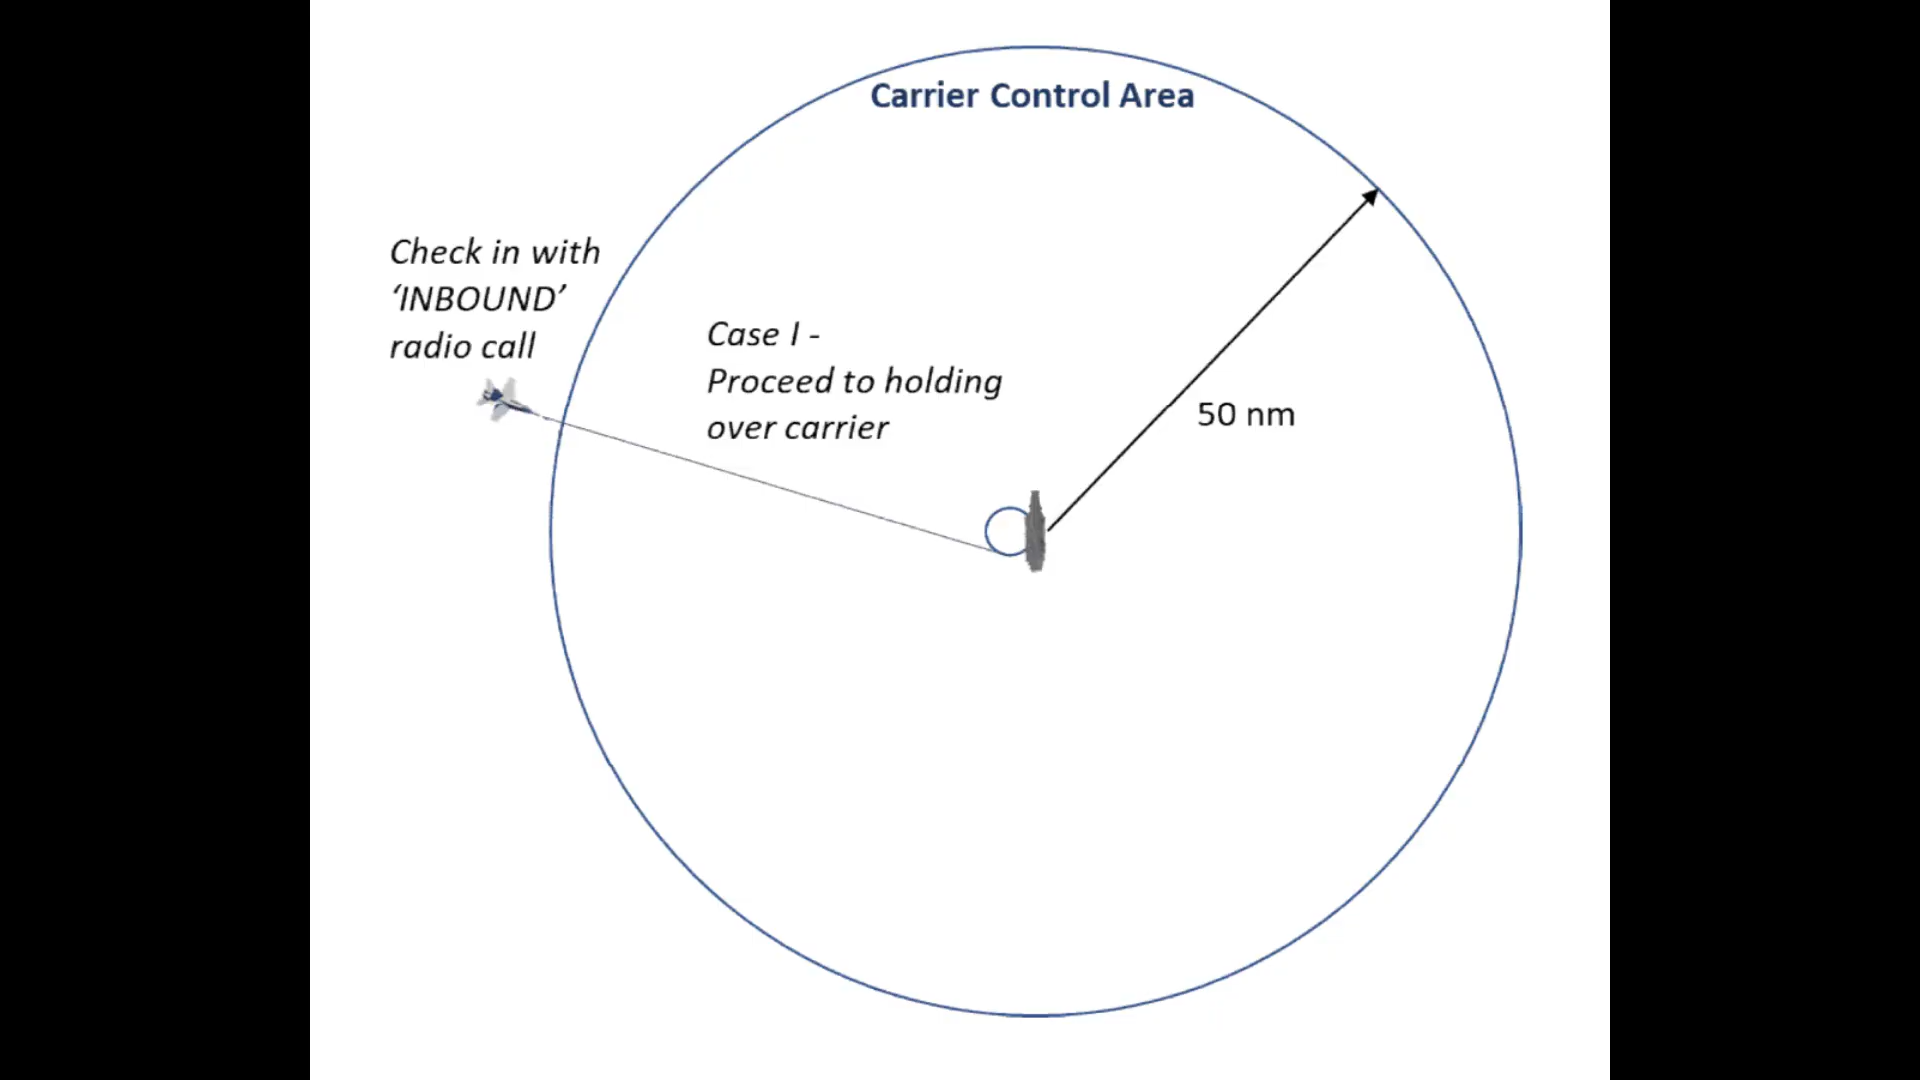 Carrier Control Area
Check in with
‘INBOUND’
radio call
Case I -
Proceed to holding
over carrier
50 nm